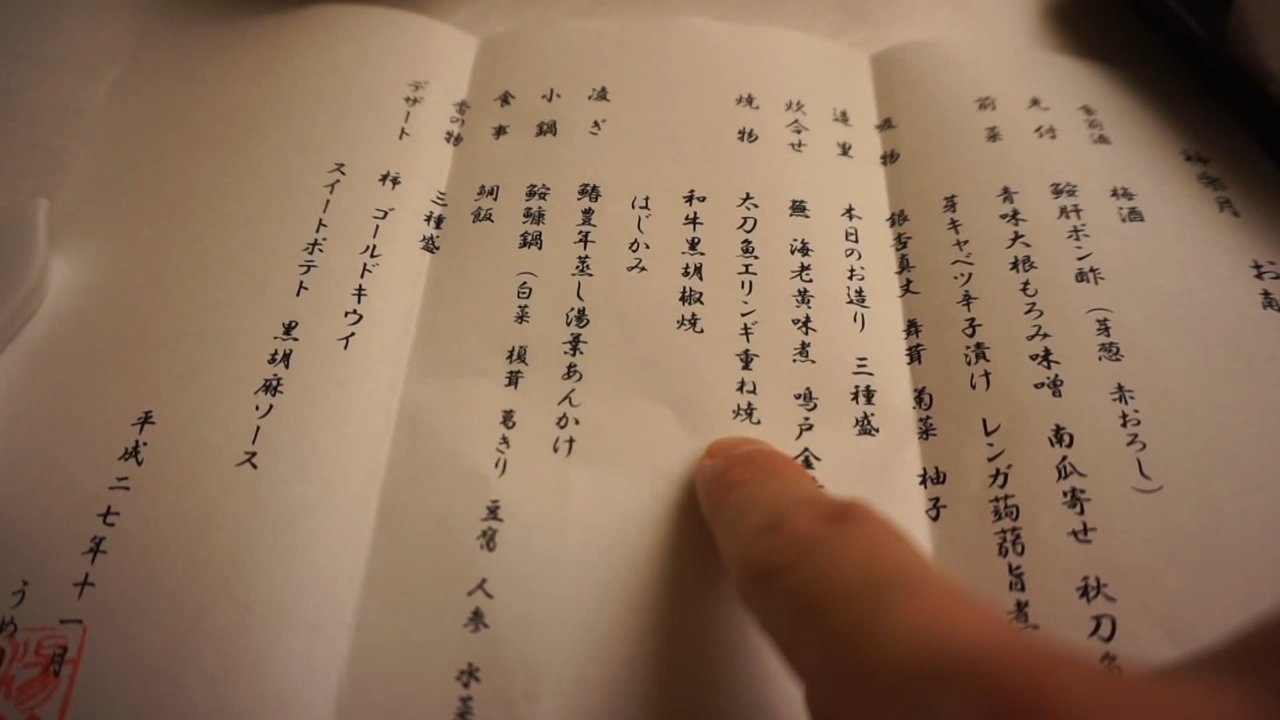 神無月
お
食前酒 梅酒
先付 鮟肝ポン酢 (芽葱 赤おろし)
前菜 青味大根もろみ味噌 南瓜寄せ 秋刀魚
芽キャベツ辛子漬け レンガ蒟蒻旨煮
吸物 銀杏真丈 舞茸 菊菜 柚子
造里 本日のお造り 三種盛
炊合せ 蕪 海老黄味煮 鳴戸金
焼物 太刀魚エリンギ重ね焼
和牛黒胡椒焼
はじかみ
凌ぎ 鰆豊年蒸し湯葉あんかけ
小鍋 鮟鱇鍋 (白菜 榎茸 葛きり 豆腐 人参 水菜
食事 鯛飯
香の物 三種盛
デザート 柿 ゴールドキウイ
スイートポテト 黒胡麻ソース
平成二七年十一月
うめ